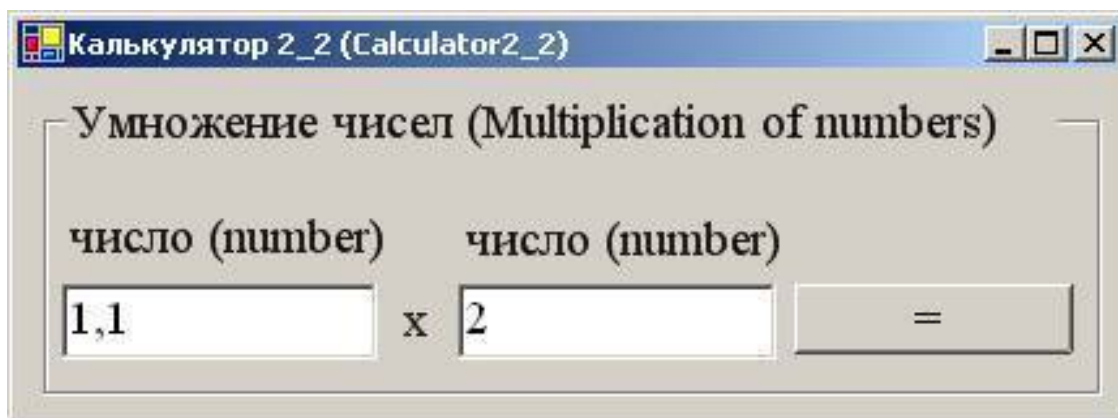 Калькулятор 2_2 (Calculator2_2)
Умножение чисел (Multiplication of numbers)
число (number) число (number)
1,1 x 2 =